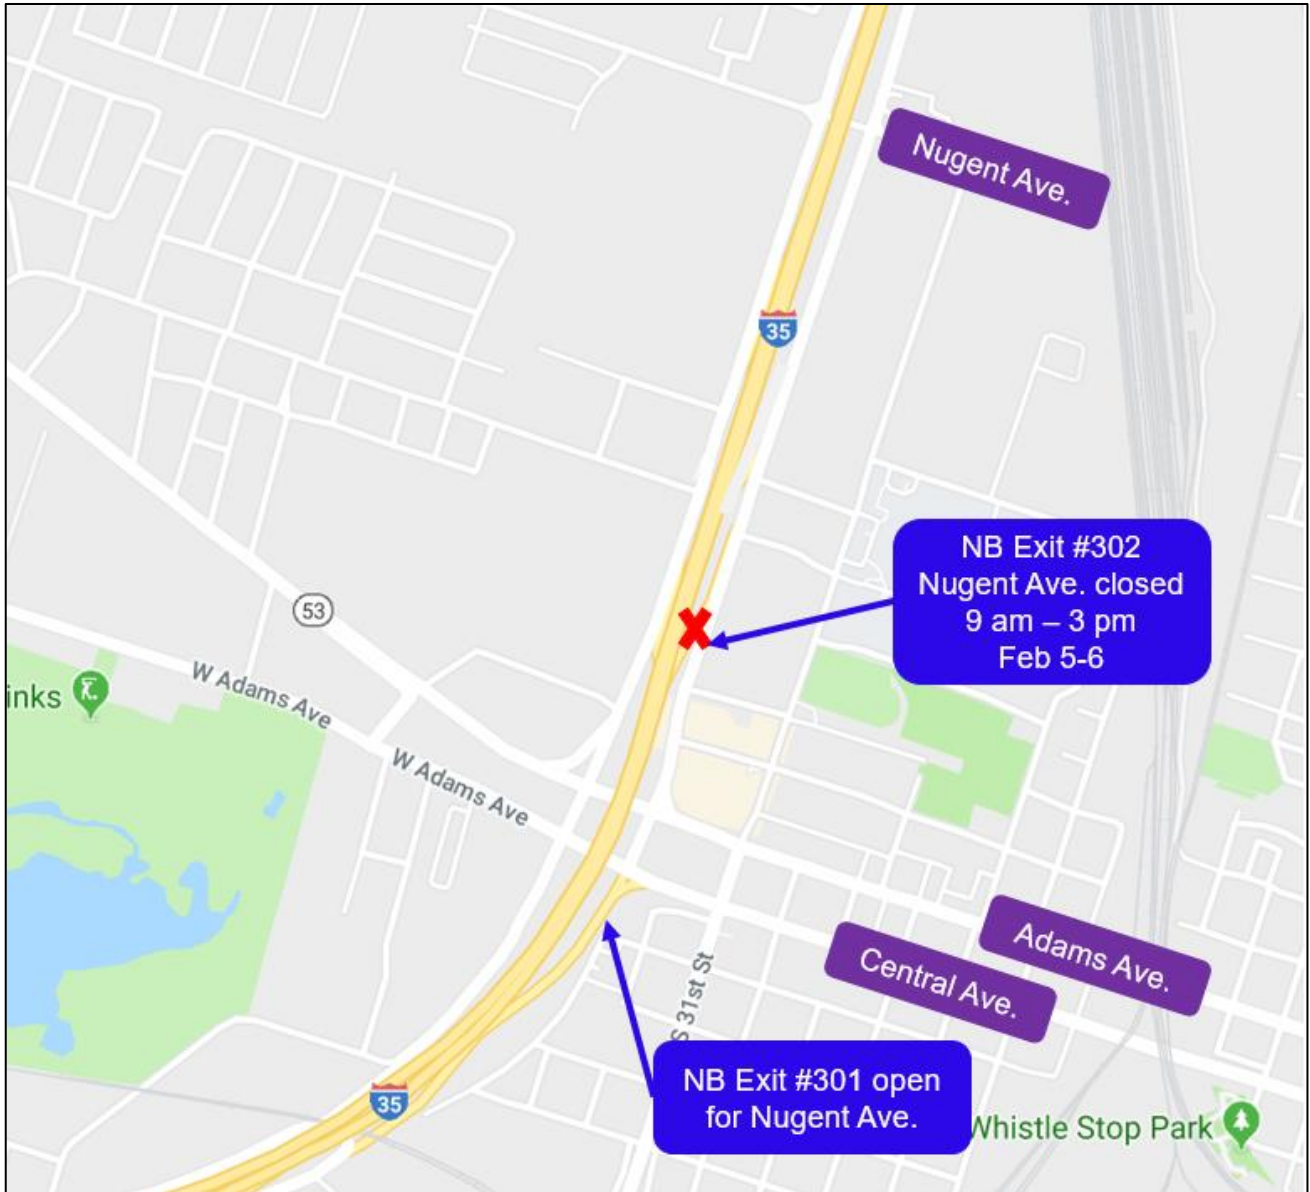 Nugent Ave.
35
NB Exit #302
Nugent Ave. closed
9 am – 3 pm
Feb 5-6
53
inks
W Adams Ave
W Adams Ave
Adams Ave.
Central Ave.
S 31st St
NB Exit #301 open
for Nugent Ave.
35
Whistle Stop Park